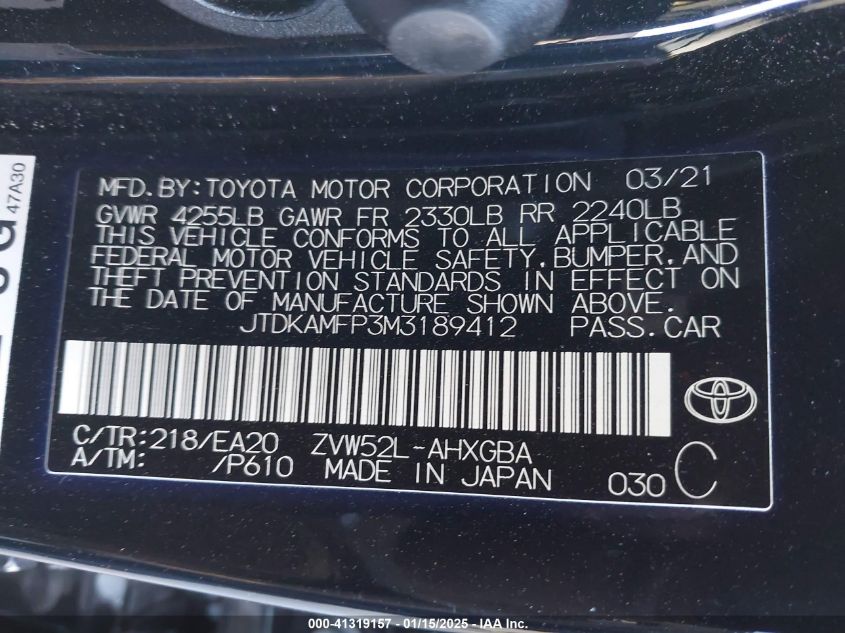 47A30
MFD.BY:TOYOTA MOTOR CORPORATION 03/21
GVWR 4255LB GAWR FR 2330LB RR 2240LB
THIS VEHICLE CONFORMS TO ALL APPLICABLE
FEDERAL MOTOR VEHICLE SAFETY,BUMPER,AND
THEFT PREVENTION STANDARDS IN EFFECT ON
THE DATE OF MANUFACTURE SHOWN ABOVE.
JTDKAMFP3M3189412 PASS.CAR
C/TR:218/EA20 ZVW52L-AHXGBA
A/TM: /P610 MADE IN JAPAN 030 C
000-41319157 - 01/15/2025 - IAA Inc.